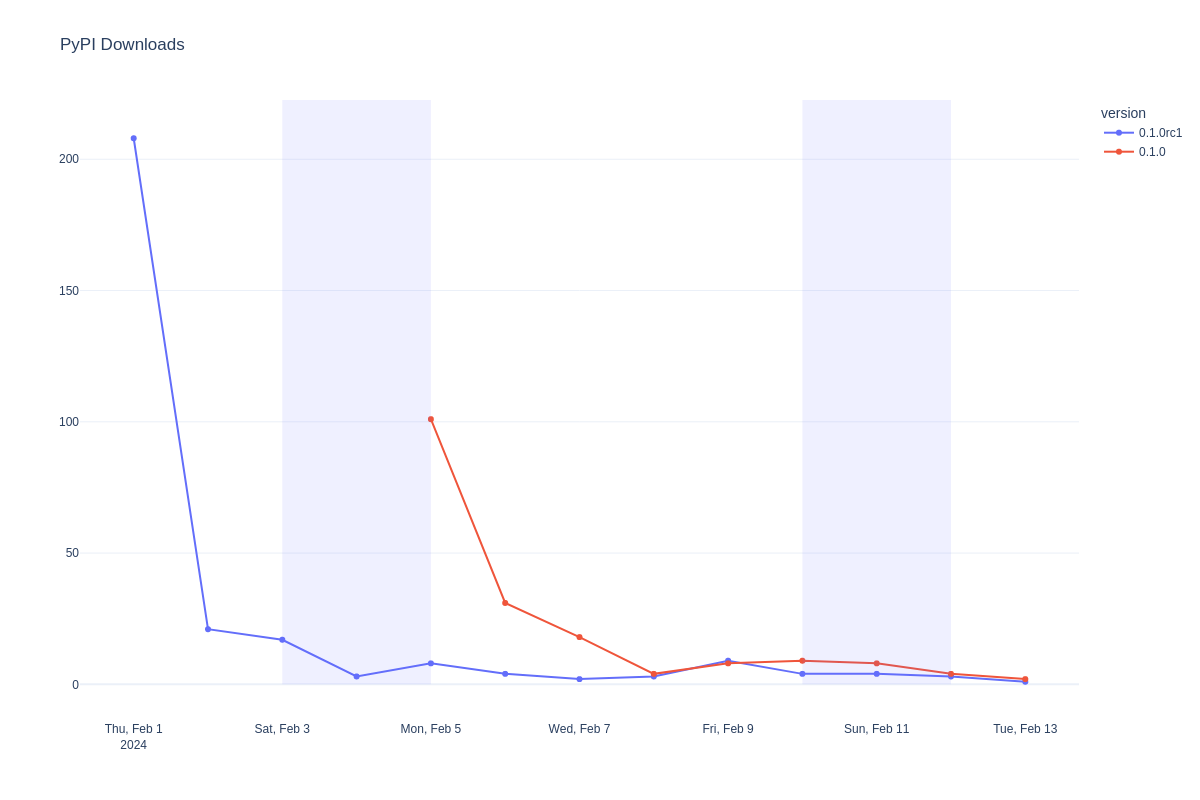 PyPI Downloads
version
0.1.0rc1
0.1.0
200
150
100
50
0
Thu, Feb 1
2024
Sat, Feb 3
Mon, Feb 5
Wed, Feb 7
Fri, Feb 9
Sun, Feb 11
Tue, Feb 13